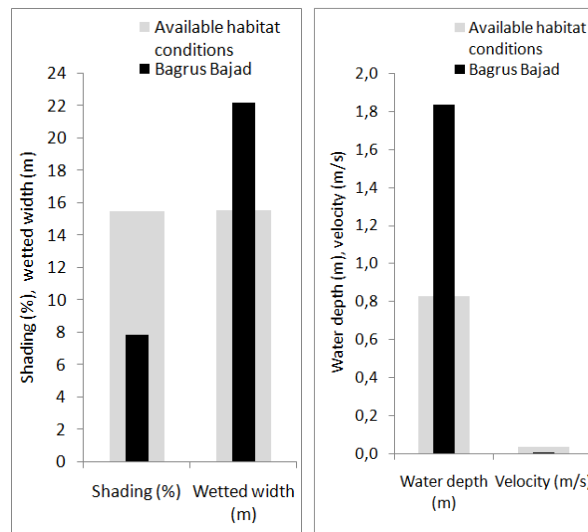 Available habitat
conditions
Bagrus Bajad
Shading (%), wetted width (m)
24
22
20
18
16
14
12
10
8
6
4
2
0
Shading (%) Wetted width
(m)
Available habitat
conditions
Bagrus Bajad
Water depth (m), velocity (m/s)
2,0
1,8
1,6
1,4
1,2
1,0
0,8
0,6
0,4
0,2
0,0
Water depth Velocity (m/s)
(m)